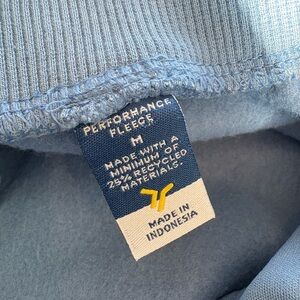 PERFORMANCE
FLEECE
M
MADE WITH A
MINIMUM OF
25% RECYCLED
MATERIALS.
MADE IN
INDONESIA